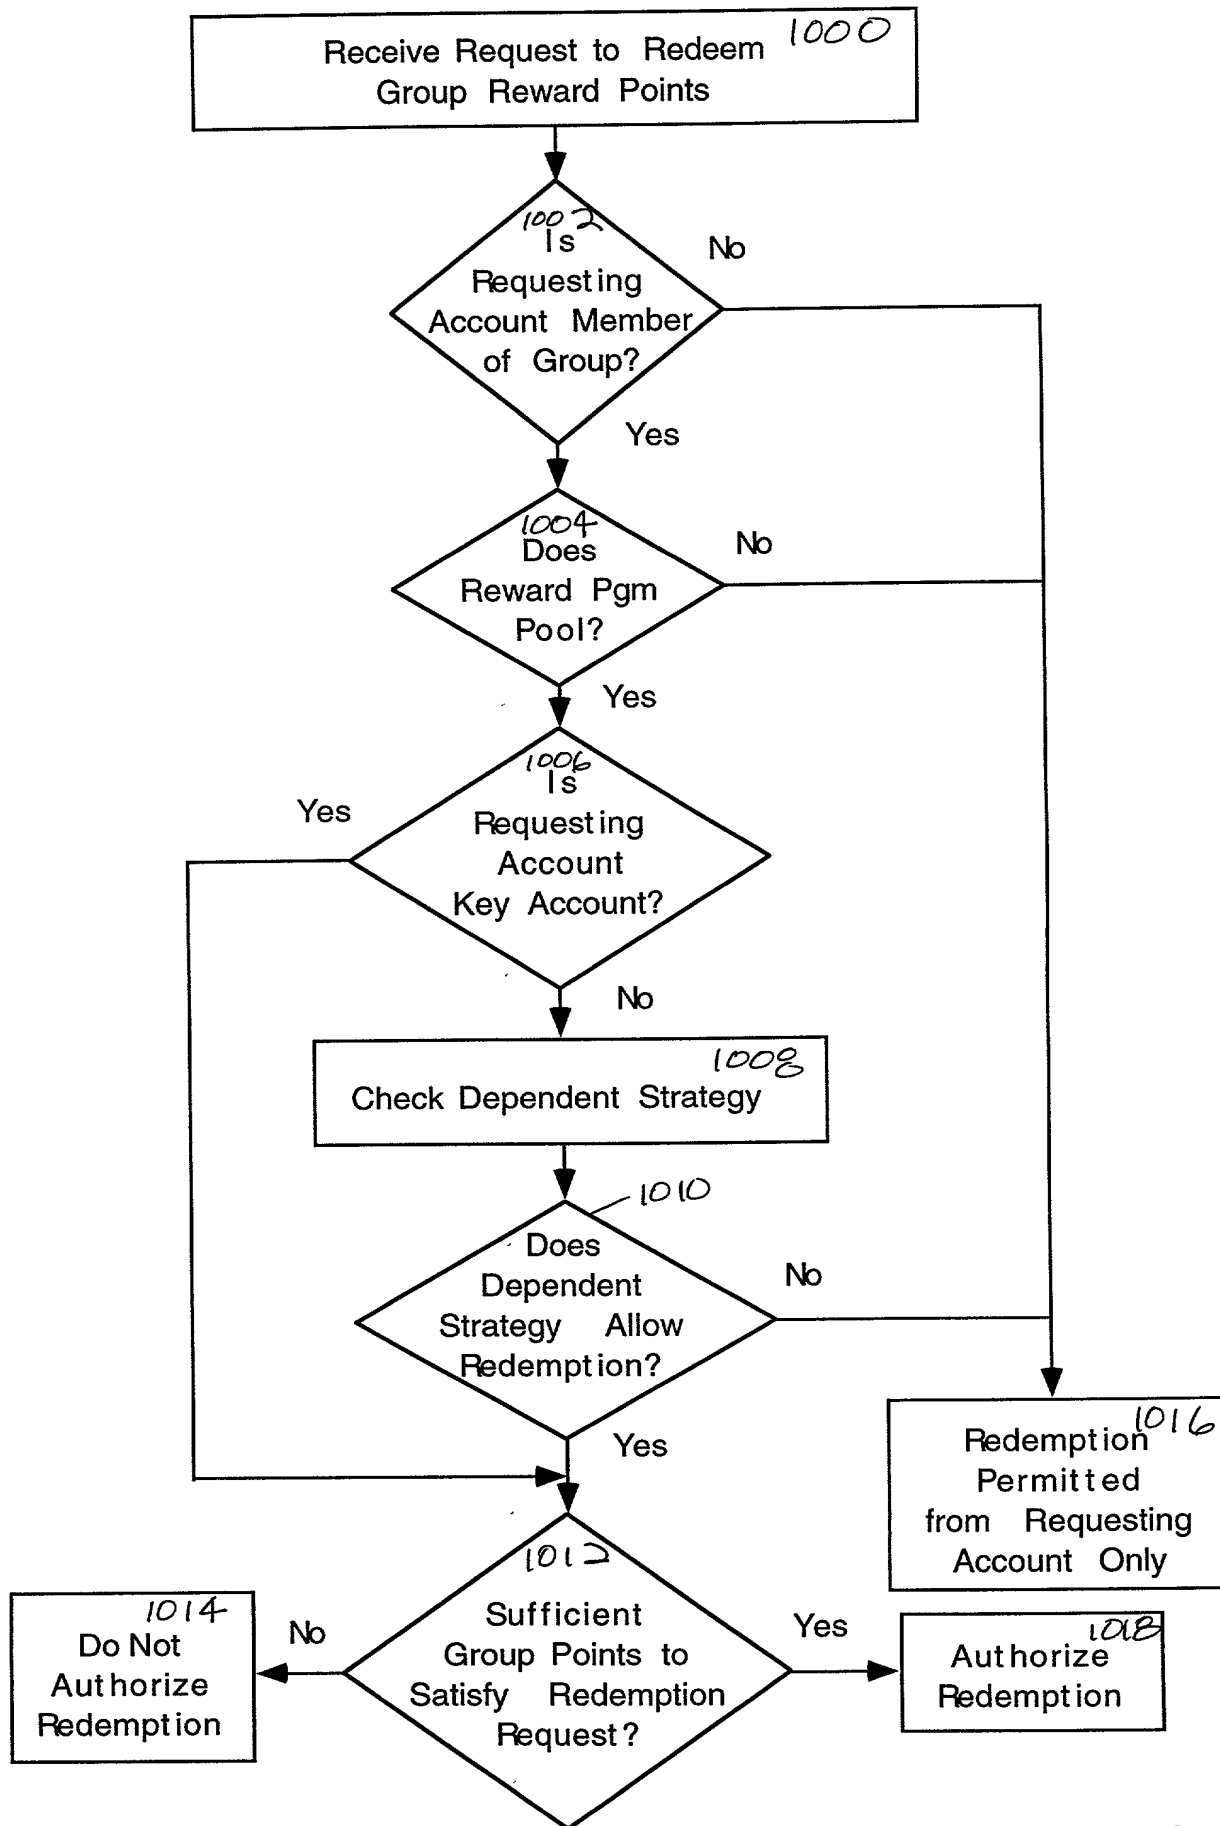 1000
Receive Request to Redeem
Group Reward Points
1002
Is
Requesting
Account Member
of Group?
No
Yes
1004
Does
Reward Pgm
Pool?
No
Yes
1006
Is
Requesting
Account
Key Account?
Yes
No
1008
Check Dependent Strategy
1010
Does
Dependent
Strategy Allow
Redemption?
No
Yes
1016
Redemption
Permitted
from Requesting
Account Only
1012
Sufficient
Group Points to
Satisfy Redemption
Request?
No
Yes
1014
Do Not
Authorize
Redemption
1018
Authorize
Redemption